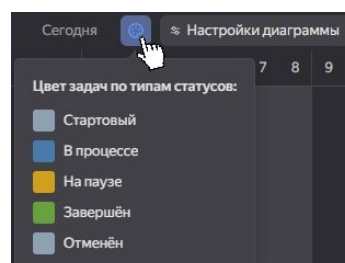 Сегодня Настройки диаграммы
7 8 9
Цвет задач по типам статусов:
Стартовый
В процессе
На паузе
Завершён
Отменён